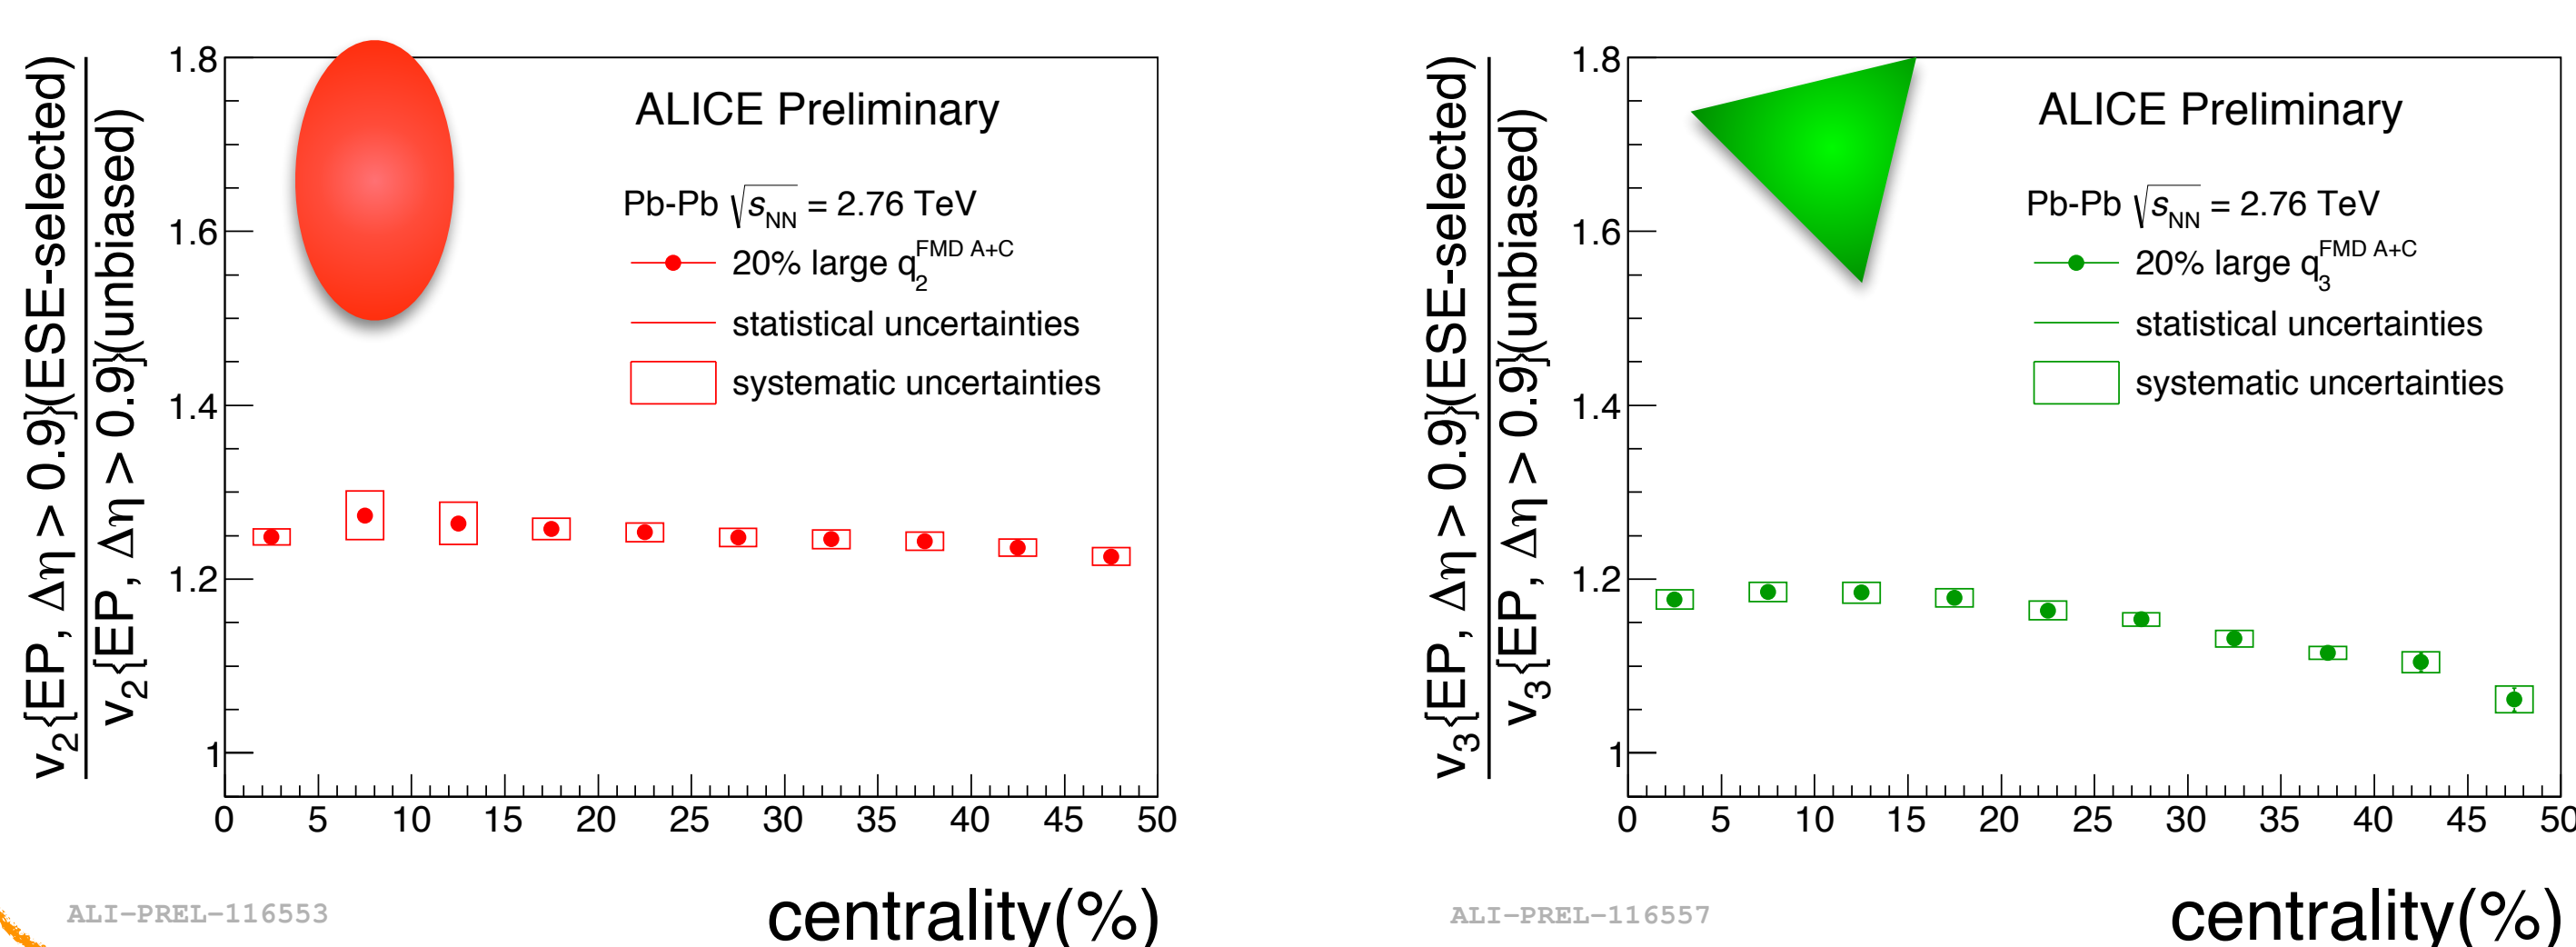 v2{EP, Δη > 0.9}(ESE-selected)
v2{EP, Δη > 0.9}(unbiased)
1.8
1.6
1.4
1.2
1
ALICE Preliminary
Pb-Pb √sNN = 2.76 TeV
20% large q2 FMD A+C
statistical uncertainties
systematic uncertainties
0 5 10 15 20 25 30 35 40 45 50
centrality(%)
ALI-PREL-116553
v3{EP, Δη > 0.9}(ESE-selected)
v3{EP, Δη > 0.9}(unbiased)
1.8
1.6
1.4
1.2
1
ALICE Preliminary
Pb-Pb √sNN = 2.76 TeV
20% large q3 FMD A+C
statistical uncertainties
systematic uncertainties
0 5 10 15 20 25 30 35 40 45 50
centrality(%)
ALI-PREL-116557